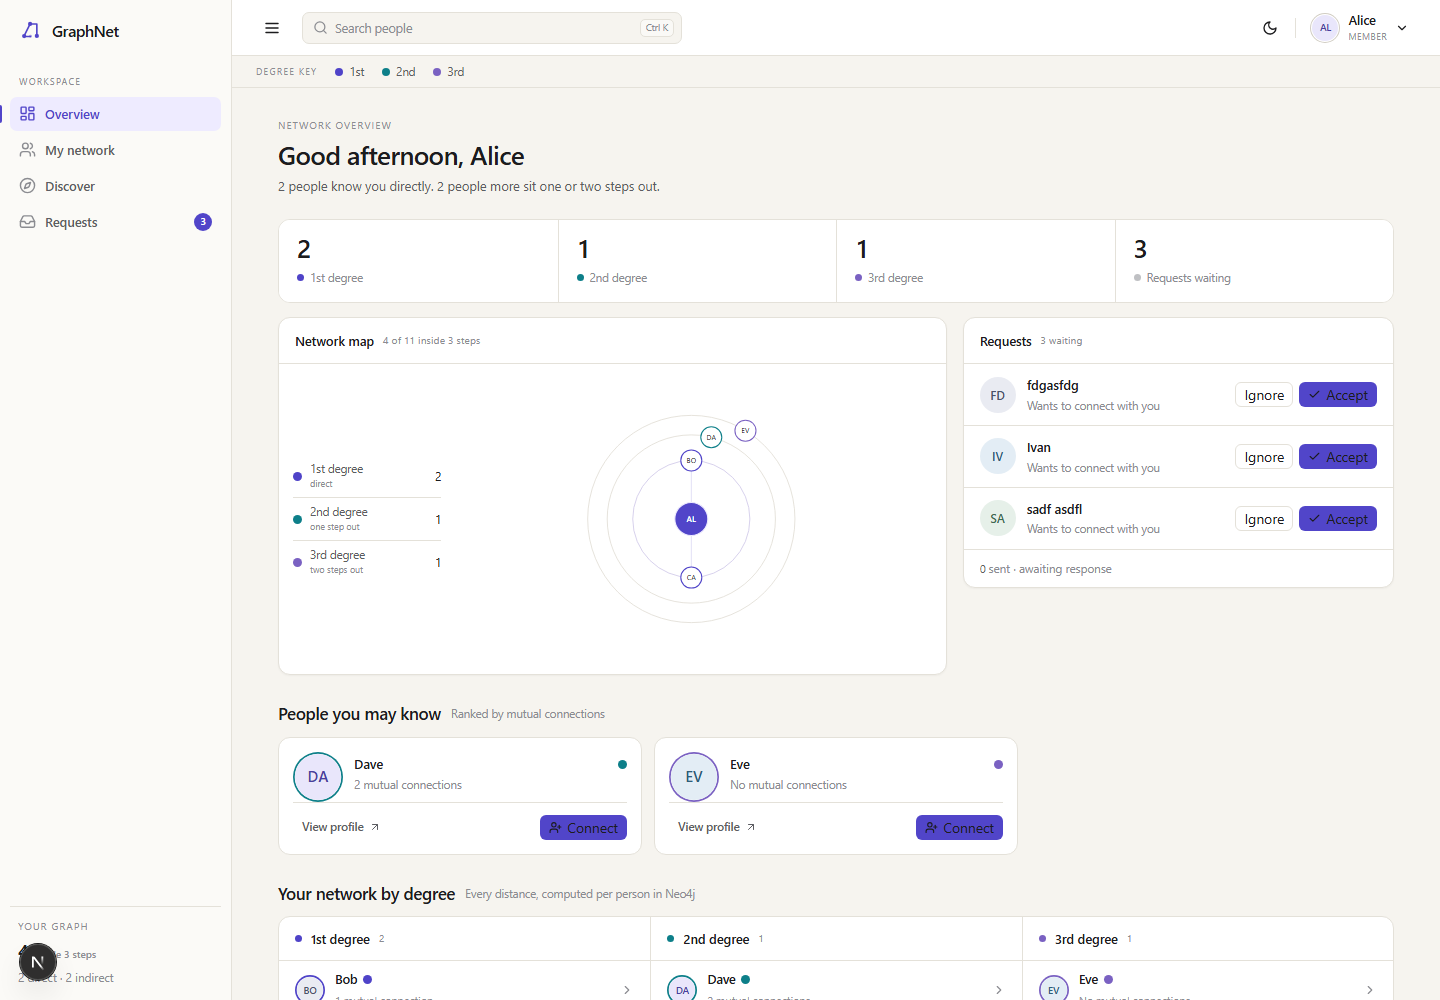 GraphNet
WORKSPACE
Overview
My network
Discover
Requests 3
YOUR GRAPH
3 steps
2 · 2 indirect
N
Search people Ctrl K
AL Alice
MEMBER
DEGREE KEY 1st 2nd 3rd
NETWORK OVERVIEW
Good afternoon, Alice
2 people know you directly. 2 people more sit one or two steps out.
2 1 1 3
1st degree 2nd degree 3rd degree Requests waiting
Network map 4 of 11 inside 3 steps
1st degree 2
direct
2nd degree 1
one step out
3rd degree 1
two steps out
EV
DA
BO
AL
CA
Requests 3 waiting
FD fdgasfdg Ignore Accept
Wants to connect with you
IV Ivan Ignore Accept
Wants to connect with you
SA sadf asdfl Ignore Accept
Wants to connect with you
0 sent · awaiting response
People you may know Ranked by mutual connections
DA Dave
2 mutual connections
View profile Connect
EV Eve
No mutual connections
View profile Connect
Your network by degree Every distance, computed per person in Neo4j
1st degree 2 2nd degree 1 3rd degree 1
BO Bob DA Dave EV Eve